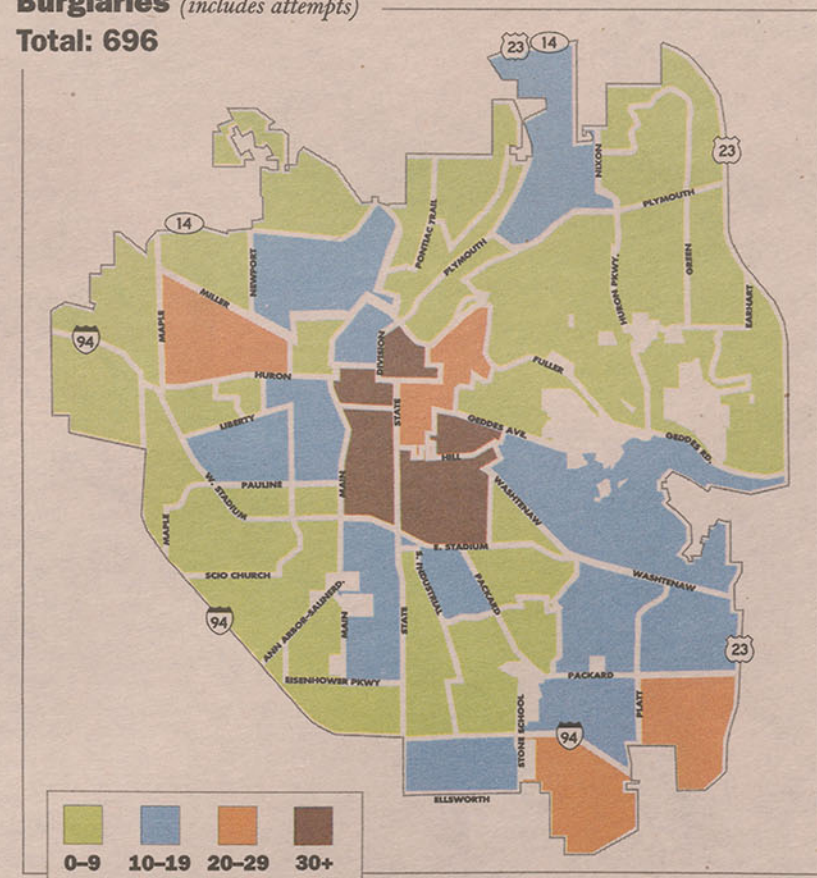 Burglaries (includes attempts)
Total: 696
23
14
NIXON
23
PLYMOUTH
14
PONTIAC TRAIL
PLYMOUTH
NEWPORT
GREEN
HURON PKWY.
EARHART
MILLER
MAPLE
94
DIVISION
FULLER
HURON
STATE
LIBERTY
GEDDES AVE.
GEDDES RD.
HILL
MAIN
W. STADIUM
PAULINE
WASHTENAW
MAPLE
E. STADIUM
SCIO CHURCH
S. INDUSTRIAL
PACKARD
WASHTENAW
ANN ARBOR-SALINE RD.
MAIN
STATE
94
23
EISENHOWER PKWY
PACKARD
PLATT
STONE SCHOOL
94
ELLSWORTH
0–9 10–19 20–29 30+